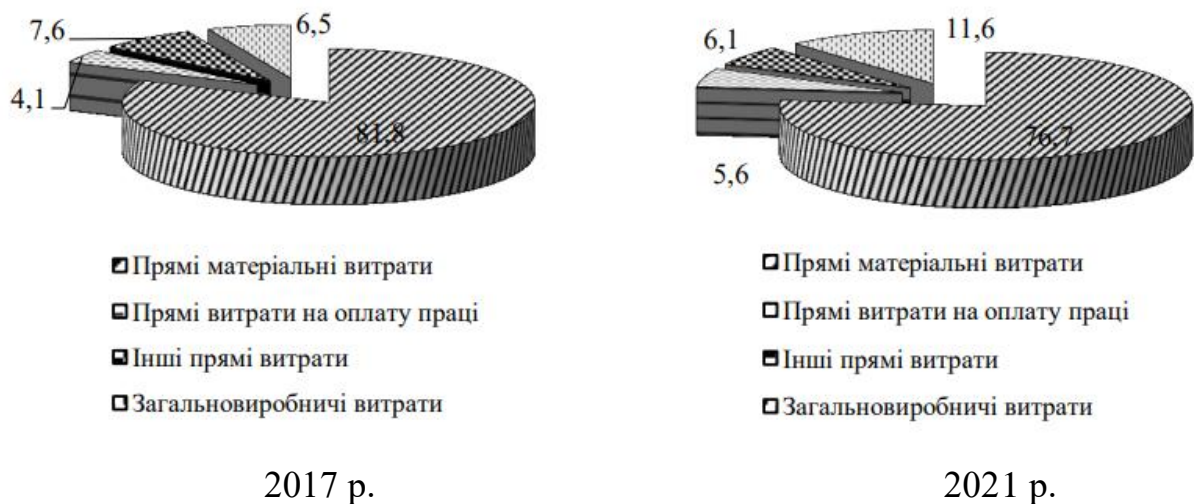 7,6
6,5
4,1
81,8
Прямі матеріальні витрати
Прямі витрати на оплату праці
Інші прямі витрати
Загальновиробничі витрати
2017 р.
6,1
11,6
5,6
76,7
Прямі матеріальні витрати
Прямі витрати на оплату праці
Інші прямі витрати
Загальновиробничі витрати
2021 р.